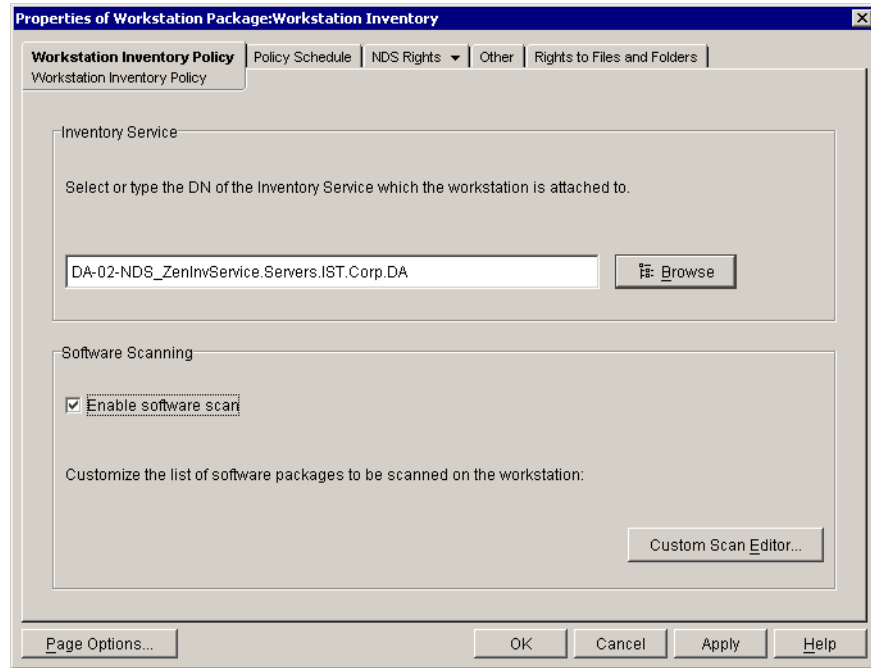 Properties of Workstation Package:Workstation Inventory
Workstation Inventory Policy Policy Schedule NDS Rights Other Rights to Files and Folders
Workstation Inventory Policy
Inventory Service
Select or type the DN of the Inventory Service which the workstation is attached to.
DA-02-NDS_ZenInvService.Servers.IST.Corp.DA Browse
Software Scanning
Enable software scan
Customize the list of software packages to be scanned on the workstation:
Custom Scan Editor...
Page Options... OK Cancel Apply Help